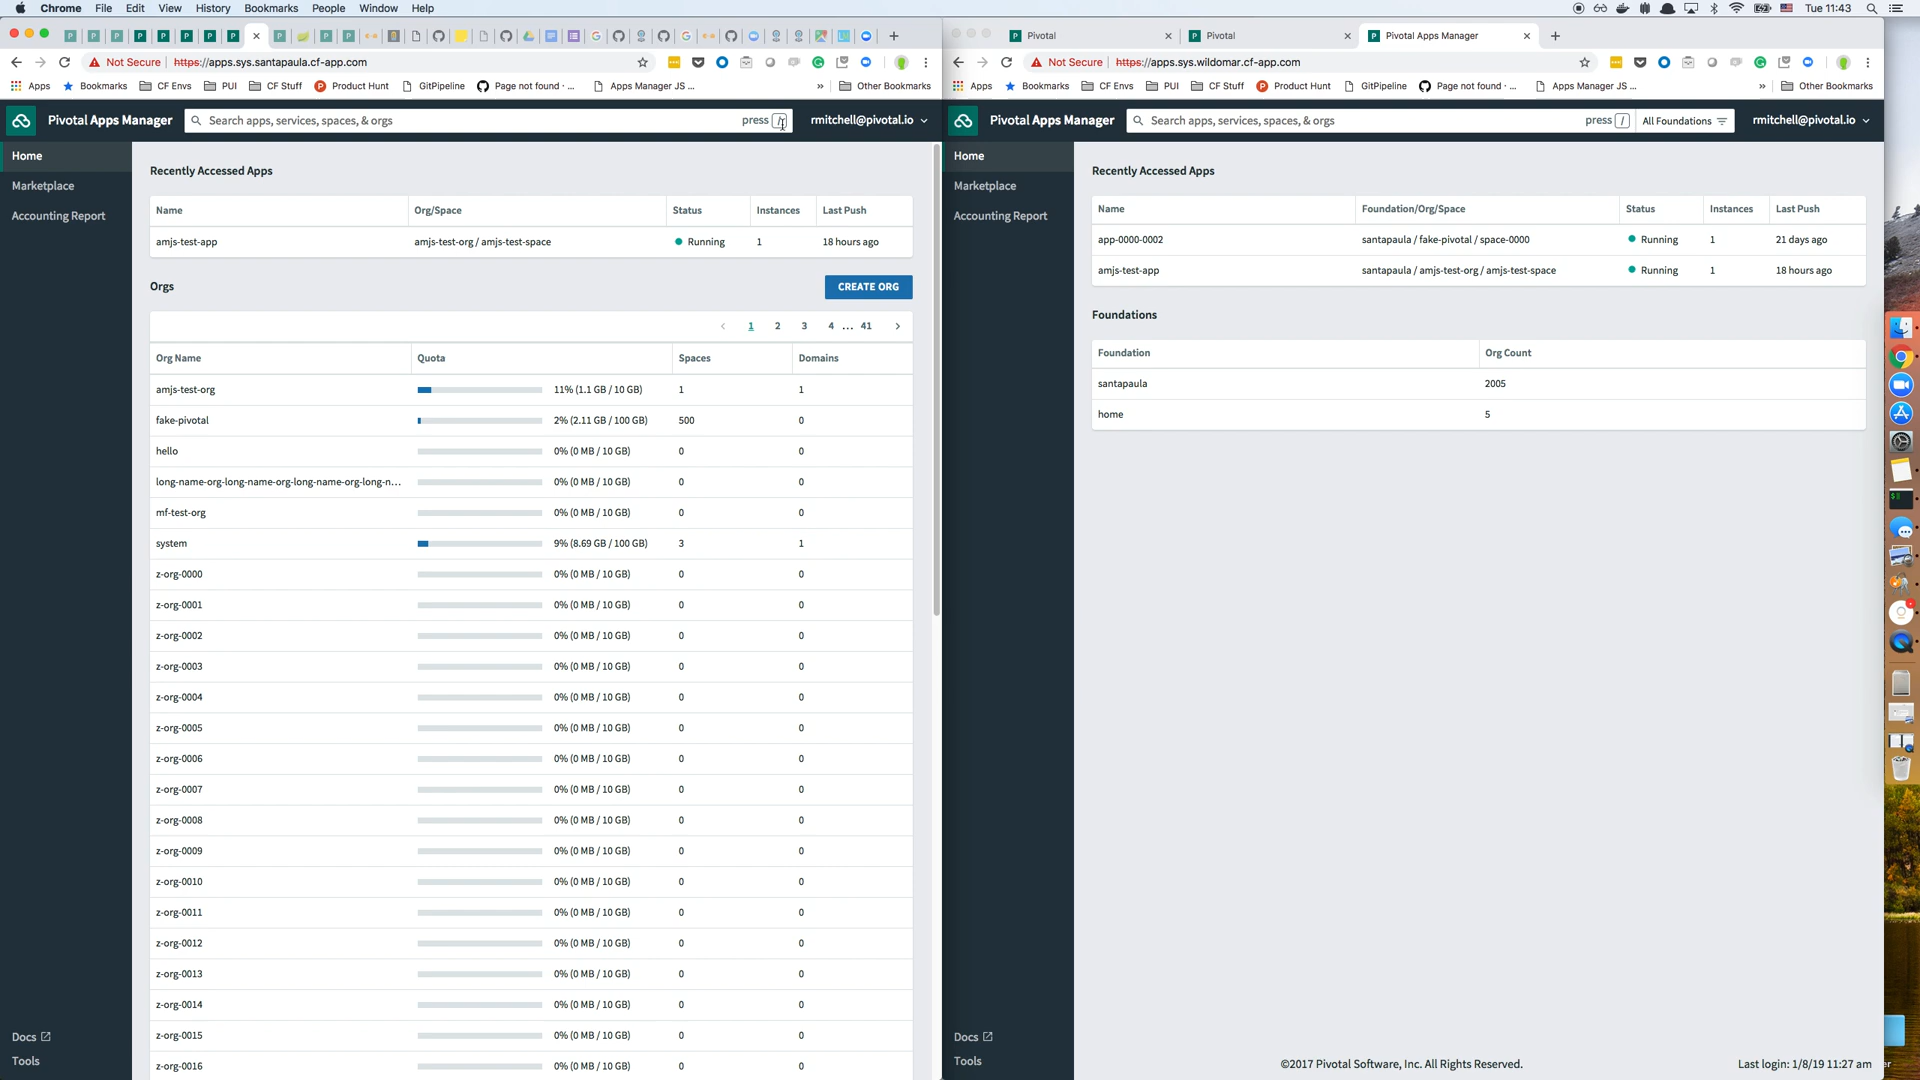 Chrome File Edit View History Bookmarks People Window Help Tue 11:43
Not Secure | https://apps.sys.santapaula.cf-app.com
Apps Bookmarks CF Envs PUI CF Stuff Product Hunt GitPipeline Page not found · ... Apps Manager JS ... » Other Bookmarks
Pivotal Apps Manager Search apps, services, spaces, & orgs press / rmitchell@pivotal.io
Home
Marketplace
Accounting Report
Recently Accessed Apps
Name Org/Space Status Instances Last Push
amjs-test-app amjs-test-org / amjs-test-space Running 1 18 hours ago
Orgs CREATE ORG
1 2 3 4 ... 41
Org Name Quota Spaces Domains
amjs-test-org 11% (1.1 GB / 10 GB) 1 1
fake-pivotal 2% (2.11 GB / 100 GB) 500 0
hello 0% (0 MB / 10 GB) 0 0
long-name-org-long-name-org-long-name-org-long-n... 0% (0 MB / 10 GB) 0 0
mf-test-org 0% (0 MB / 10 GB) 0 0
system 9% (8.69 GB / 100 GB) 3 1
z-org-0000 0% (0 MB / 10 GB) 0 0
z-org-0001 0% (0 MB / 10 GB) 0 0
z-org-0002 0% (0 MB / 10 GB) 0 0
z-org-0003 0% (0 MB / 10 GB) 0 0
z-org-0004 0% (0 MB / 10 GB) 0 0
z-org-0005 0% (0 MB / 10 GB) 0 0
z-org-0006 0% (0 MB / 10 GB) 0 0
z-org-0007 0% (0 MB / 10 GB) 0 0
z-org-0008 0% (0 MB / 10 GB) 0 0
z-org-0009 0% (0 MB / 10 GB) 0 0
z-org-0010 0% (0 MB / 10 GB) 0 0
z-org-0011 0% (0 MB / 10 GB) 0 0
z-org-0012 0% (0 MB / 10 GB) 0 0
z-org-0013 0% (0 MB / 10 GB) 0 0
z-org-0014 0% (0 MB / 10 GB) 0 0
z-org-0015 0% (0 MB / 10 GB) 0 0
z-org-0016 0% (0 MB / 10 GB) 0 0
Docs
Tools
Pivotal Pivotal Pivotal Apps Manager
Not Secure | https://apps.sys.wildomar.cf-app.com
Apps Bookmarks CF Envs PUI CF Stuff Product Hunt GitPipeline Page not found · ... Apps Manager JS ... » Other Bookmarks
Pivotal Apps Manager Search apps, services, spaces, & orgs press / All Foundations rmitchell@pivotal.io
Home
Marketplace
Accounting Report
Recently Accessed Apps
Name Foundation/Org/Space Status Instances Last Push
app-0000-0002 santapaula / fake-pivotal / space-0000 Running 1 21 days ago
amjs-test-app santapaula / amjs-test-org / amjs-test-space Running 1 18 hours ago
Foundations
Foundation Org Count
santapaula 2005
home 5
Docs
Tools
©2017 Pivotal Software, Inc. All Rights Reserved. Last login: 1/8/19 11:27 am